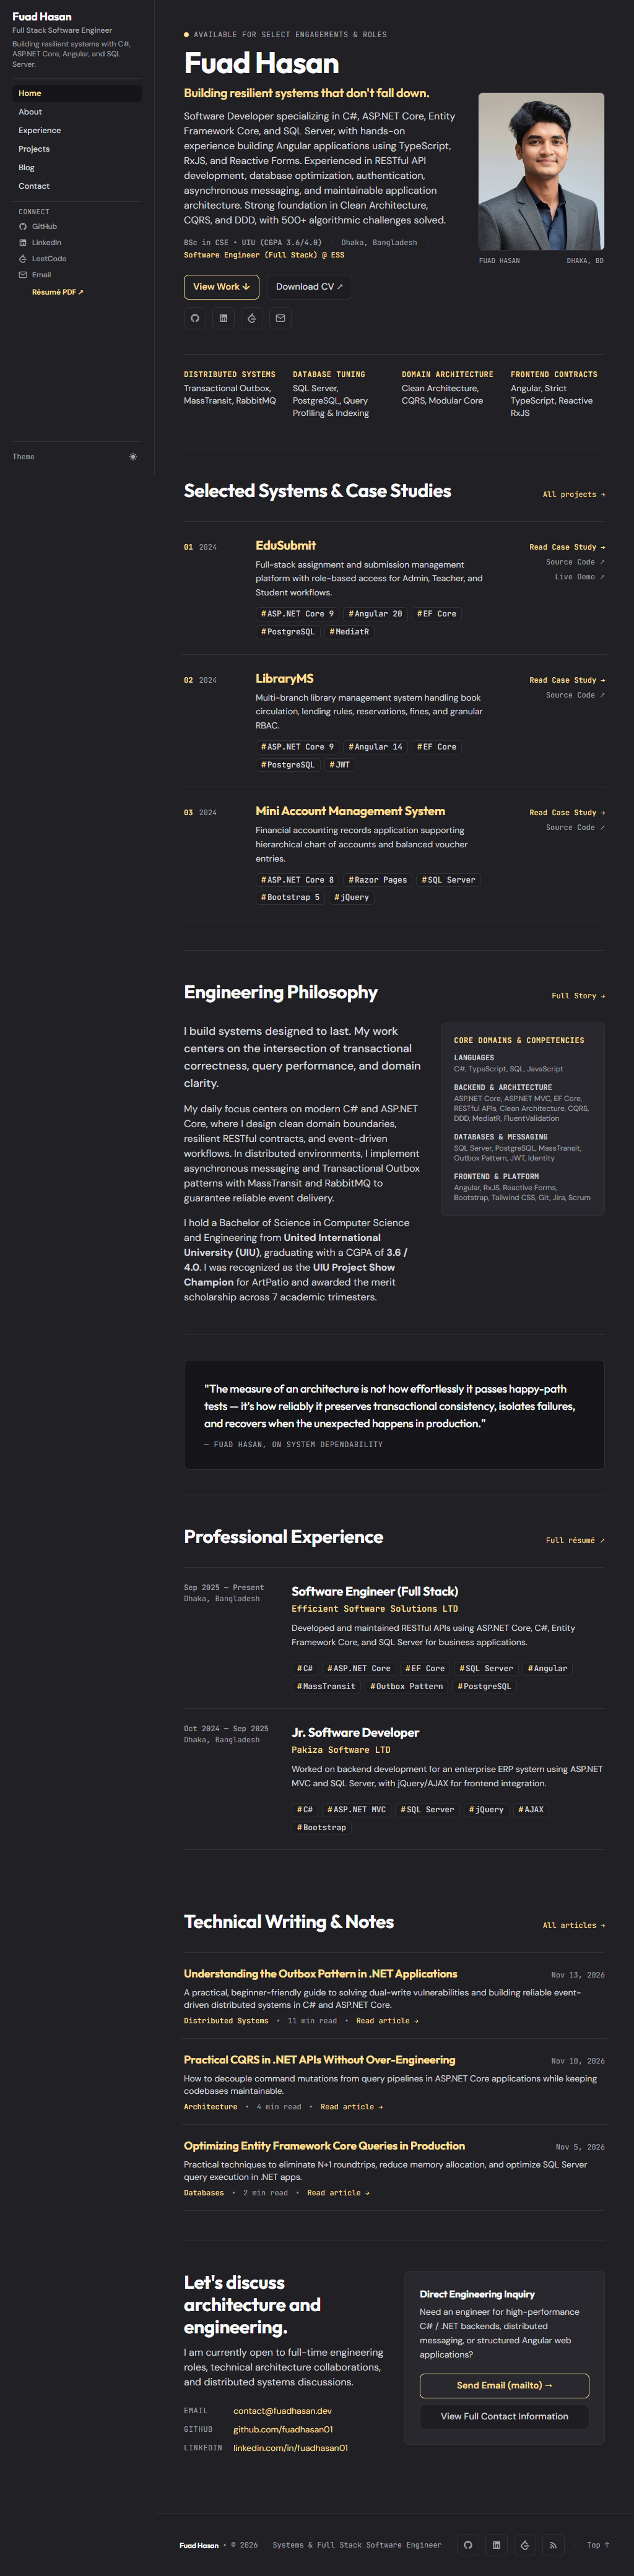 Fuad Hasan
Full Stack Software Engineer
Building resilient systems with C#,
ASP.NET Core, Angular, and SQL
Server.
Home
About
Experience
Projects
Blog
Contact
CONNECT
GitHub
LinkedIn
LeetCode
Email
Résumé PDF ↗
Theme
AVAILABLE FOR SELECT ENGAGEMENTS & ROLES
Fuad Hasan
Building resilient systems that don't fall down.
Software Developer specializing in C#, ASP.NET Core, Entity
Framework Core, and SQL Server, with hands-on
experience building Angular applications using TypeScript,
RxJS, and Reactive Forms. Experienced in RESTful API
development, database optimization, authentication,
asynchronous messaging, and maintainable application
architecture. Strong foundation in Clean Architecture,
CQRS, and DDD, with 500+ algorithmic challenges solved.
BSc in CSE • UIU (CGPA 3.6/4.0) · Dhaka, Bangladesh ·
Software Engineer (Full Stack) @ ESS
FUAD HASAN DHAKA, BD
View Work ↓ Download CV ↗
DISTRIBUTED SYSTEMS
Transactional Outbox,
MassTransit, RabbitMQ
DATABASE TUNING
SQL Server,
PostgreSQL, Query
Profiling & Indexing
DOMAIN ARCHITECTURE
Clean Architecture,
CQRS, Modular Core
FRONTEND CONTRACTS
Angular, Strict
TypeScript, Reactive
RxJS
Selected Systems & Case Studies All projects →
01 2024
EduSubmit
Full-stack assignment and submission management
platform with role-based access for Admin, Teacher, and
Student workflows.
#ASP.NET Core 9 #Angular 20 #EF Core
#PostgreSQL #MediatR
Read Case Study →
Source Code ↗
Live Demo ↗
02 2024
LibraryMS
Multi-branch library management system handling book
circulation, lending rules, reservations, fines, and granular
RBAC.
#ASP.NET Core 9 #Angular 14 #EF Core
#PostgreSQL #JWT
Read Case Study →
Source Code ↗
03 2024
Mini Account Management System
Financial accounting records application supporting
hierarchical chart of accounts and balanced voucher
entries.
#ASP.NET Core 8 #Razor Pages #SQL Server
#Bootstrap 5 #jQuery
Read Case Study →
Source Code ↗
Engineering Philosophy Full Story →
I build systems designed to last. My work
centers on the intersection of transactional
correctness, query performance, and domain
clarity.
My daily focus centers on modern C# and ASP.NET
Core, where I design clean domain boundaries,
resilient RESTful contracts, and event-driven
workflows. In distributed environments, I implement
asynchronous messaging and Transactional Outbox
patterns with MassTransit and RabbitMQ to
guarantee reliable event delivery.
I hold a Bachelor of Science in Computer Science
and Engineering from United International
University (UIU), graduating with a CGPA of 3.6 /
4.0. I was recognized as the UIU Project Show
Champion for ArtPatio and awarded the merit
scholarship across 7 academic trimesters.
CORE DOMAINS & COMPETENCIES
LANGUAGES
C#, TypeScript, SQL, JavaScript
BACKEND & ARCHITECTURE
ASP.NET Core, ASP.NET MVC, EF Core,
RESTful APIs, Clean Architecture, CQRS,
DDD, MediatR, FluentValidation
DATABASES & MESSAGING
SQL Server, PostgreSQL, MassTransit,
Outbox Pattern, JWT, Identity
FRONTEND & PLATFORM
Angular, RxJS, Reactive Forms,
Bootstrap, Tailwind CSS, Git, Jira, Scrum
"The measure of an architecture is not how effortlessly it passes happy-path
tests — it's how reliably it preserves transactional consistency, isolates failures,
and recovers when the unexpected happens in production."
— FUAD HASAN, ON SYSTEM DEPENDABILITY
Professional Experience Full résumé ↗
Sep 2025 — Present
Dhaka, Bangladesh
Software Engineer (Full Stack)
Efficient Software Solutions LTD
Developed and maintained RESTful APIs using ASP.NET Core, C#, Entity
Framework Core, and SQL Server for business applications.
#C# #ASP.NET Core #EF Core #SQL Server #Angular
#MassTransit #Outbox Pattern #PostgreSQL
Oct 2024 — Sep 2025
Dhaka, Bangladesh
Jr. Software Developer
Pakiza Software LTD
Worked on backend development for an enterprise ERP system using ASP.NET
MVC and SQL Server, with jQuery/AJAX for frontend integration.
#C# #ASP.NET MVC #SQL Server #jQuery #AJAX
#Bootstrap
Technical Writing & Notes All articles →
Understanding the Outbox Pattern in .NET Applications Nov 13, 2026
A practical, beginner-friendly guide to solving dual-write vulnerabilities and building reliable event-
driven distributed systems in C# and ASP.NET Core.
Distributed Systems • 11 min read • Read article →
Practical CQRS in .NET APIs Without Over-Engineering Nov 10, 2026
How to decouple command mutations from query pipelines in ASP.NET Core applications while keeping
codebases maintainable.
Architecture • 4 min read • Read article →
Optimizing Entity Framework Core Queries in Production Nov 5, 2026
Practical techniques to eliminate N+1 roundtrips, reduce memory allocation, and optimize SQL Server
query execution in .NET apps.
Databases • 2 min read • Read article →
Let's discuss
architecture and
engineering.
I am currently open to full-time engineering
roles, technical architecture collaborations,
and distributed systems discussions.
EMAIL contact@fuadhasan.dev
GITHUB github.com/fuadhasan01
LINKEDIN linkedin.com/in/fuadhasan01
Direct Engineering Inquiry
Need an engineer for high-performance
C# / .NET backends, distributed
messaging, or structured Angular web
applications?
Send Email (mailto) →
View Full Contact Information
Fuad Hasan • © 2026 Systems & Full Stack Software Engineer Top ↑